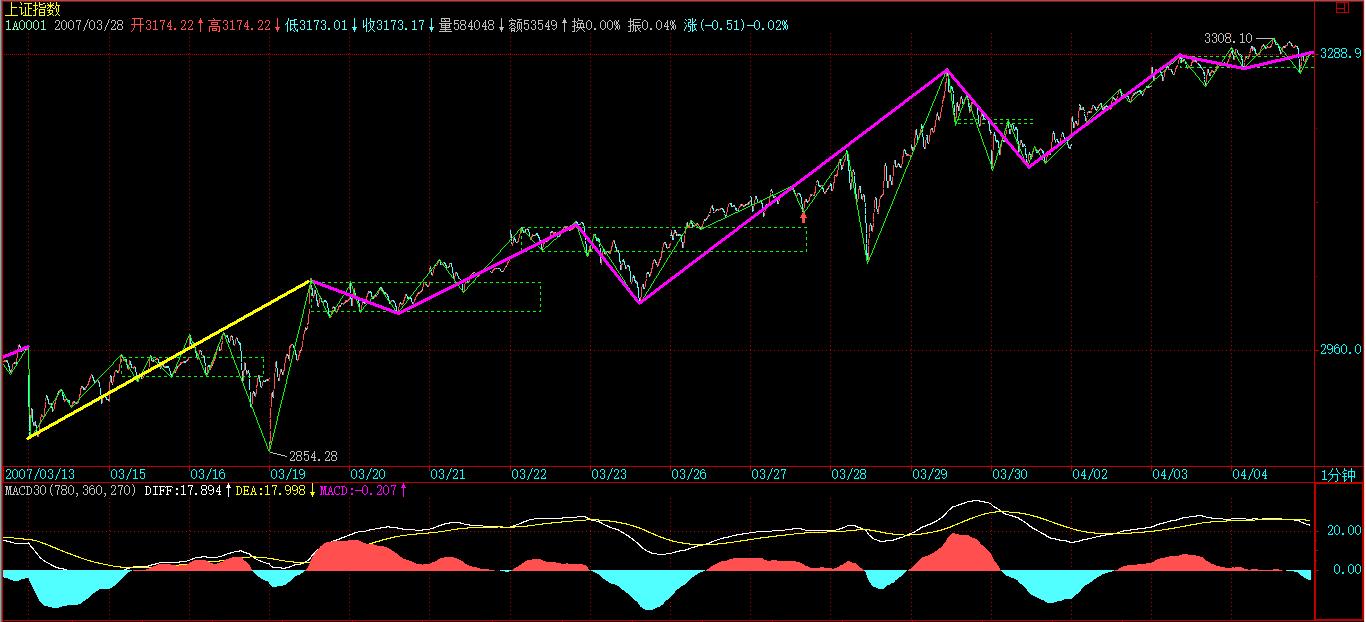 上证指数
1A0001 2007/03/28 开3174.22↑高3174.22↓低3173.01↓收3173.17↓量584048↓额53549↑换0.00% 振0.04% 涨(-0.51)-0.02%
3308.10
3288.9
2960.0
2854.28
2007/03/13 03/15 03/16 03/19 03/20 03/21 03/22 03/23 03/26 03/27 03/28 03/29 03/30 04/02 04/03 04/04 1分钟
MACD30(780,360,270) DIFF:17.894↑DEA:17.998↓MACD:-0.207↑
20.00
0.00